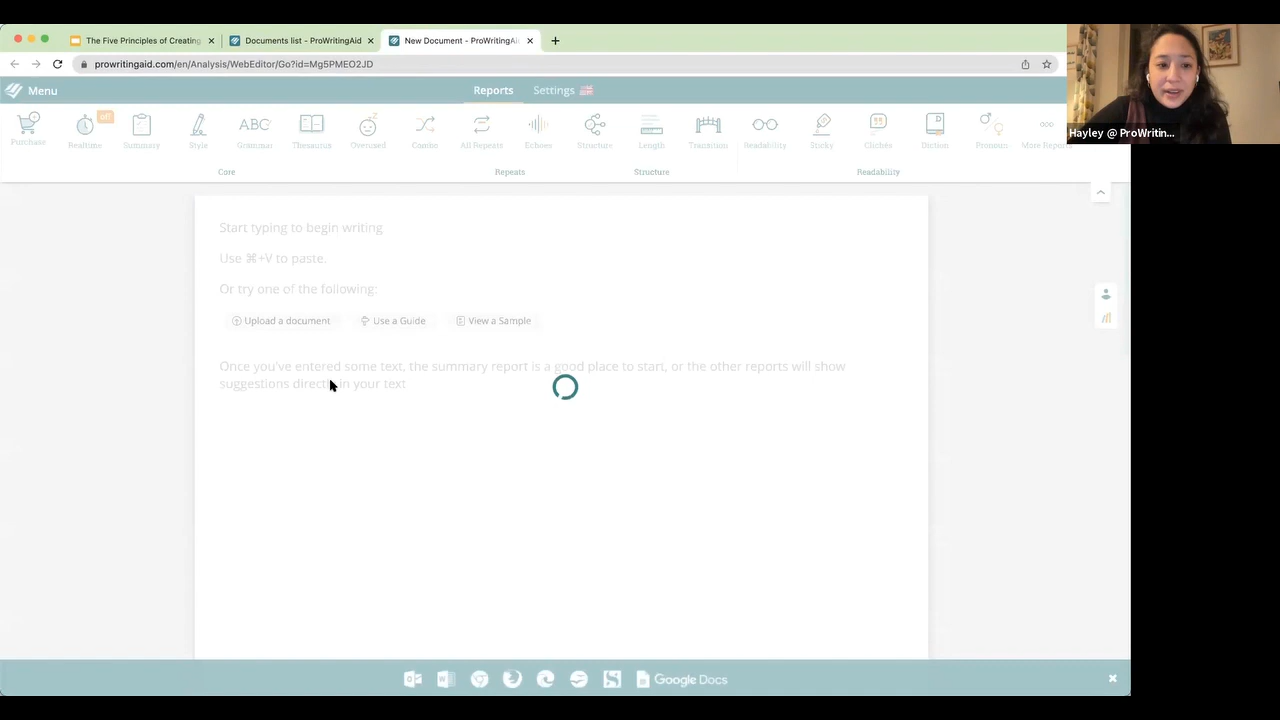 The Five Principles of Creating
Documents list - ProWritingAid
New Document - ProWritingAi
prowritingaid.com/en/Analysis/WebEditor/Go?id=Mg5PMEO2JD
Menu
Reports
Settings
Purchase
off
Realtime
Summary
Style
ABC
Grammar
Thesaurus
Overused
Combo
All Repeats
Echoes
Structure
Length
Transition
Readability
Sticky
Clichés
Diction
Pronoun
More Reports
Core
Repeats
Structure
Readability
Hayley @ ProWritin...
Start typing to begin writing
Use ⌘+V to paste.
Or try one of the following:
Upload a document
Use a Guide
View a Sample
Once you've entered some text, the summary report is a good place to start, or the other reports will show
suggestions directly in your text
Google Docs